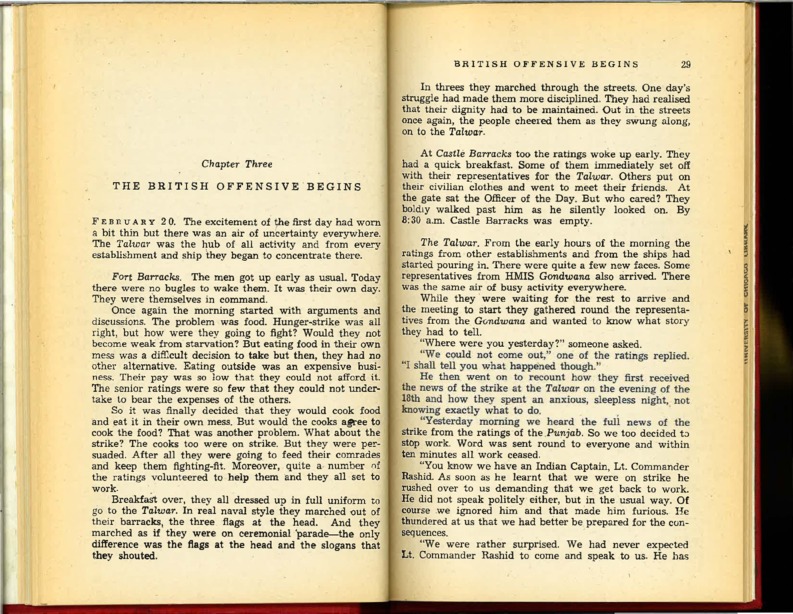 Chapter Three
THE BRITISH OFFENSIVE BEGINS
FEBRUARY 20. The excitement of the first day had worn
a bit thin but there was an air of uncertainty everywhere.
The Talwar was the hub of all activity and from every
establishment and ship they began to concentrate there.
Fort Barracks. The men got up early as usual. Today
there were no bugles to wake them. It was their own day.
They were themselves in command.
Once again the morning started with arguments and
discussions. The problem was food. Hunger-strike was all
right, but how were they going to fight? Would they not
become weak from starvation? But eating food in their own
mess was a difficult decision to take but then, they had no
other alternative. Eating outside was an expensive busi-
ness. Their pay was so low that they could not afford it.
The senior ratings were so few that they could not under-
take to bear the expenses of the others.
So it was finally decided that they would cook food
and eat it in their own mess. But would the cooks agree to
cook the food? That was another problem. What about the
strike? The cooks too were on strike. But they were per-
suaded. After all they were going to feed their comrades
and keep them fighting-fit. Moreover, quite a number of
the ratings volunteered to help them and they all set to
work.
Breakfast over, they all dressed up in full uniform to
go to the Talwar. In real naval style they marched out of
their barracks, the three flags at the head. And they
marched as if they were on ceremonial parade—the only
difference was the flags at the head and the slogans that
they shouted.
BRITISH OFFENSIVE BEGINS 29
In threes they marched through the streets. One day's
struggle had made them more disciplined. They had realised
that their dignity had to be maintained. Out in the streets
once again, the people cheered them as they swung along,
on to the Talwar.
At Castle Barracks too the ratings woke up early. They
had a quick breakfast. Some of them immediately set off
with their representatives for the Talwar. Others put on
their civilian clothes and went to meet their friends. At
the gate sat the Officer of the Day. But who cared? They
boldly walked past him as he silently looked on. By
8:30 a.m. Castle Barracks was empty.
The Talwar. From the early hours of the morning the
ratings from other establishments and from the ships had
started pouring in. There were quite a few new faces. Some
representatives from HMIS Gondwana also arrived. There
was the same air of busy activity everywhere.
While they were waiting for the rest to arrive and
the meeting to start they gathered round the representa-
tives from the Gondwana and wanted to know what story
they had to tell.
"Where were you yesterday?" someone asked.
"We could not come out," one of the ratings replied.
"I shall tell you what happened though."
He then went on to recount how they first received
the news of the strike at the Talwar on the evening of the
18th and how they spent an anxious, sleepless night, not
knowing exactly what to do.
"Yesterday morning we heard the full news of the
strike from the ratings of the Punjab. So we too decided to
stop work. Word was sent round to everyone and within
ten minutes all work ceased.
"You know we have an Indian Captain, Lt. Commander
Rashid. As soon as he learnt that we were on strike he
rushed over to us demanding that we get back to work.
He did not speak politely either, but in the usual way. Of
course we ignored him and that made him furious. He
thundered at us that we had better be prepared for the con-
sequences.
"We were rather surprised. We had never expected
Lt. Commander Rashid to come and speak to us. He has
UNIVERSITY OF CHICAGO LIBRARY